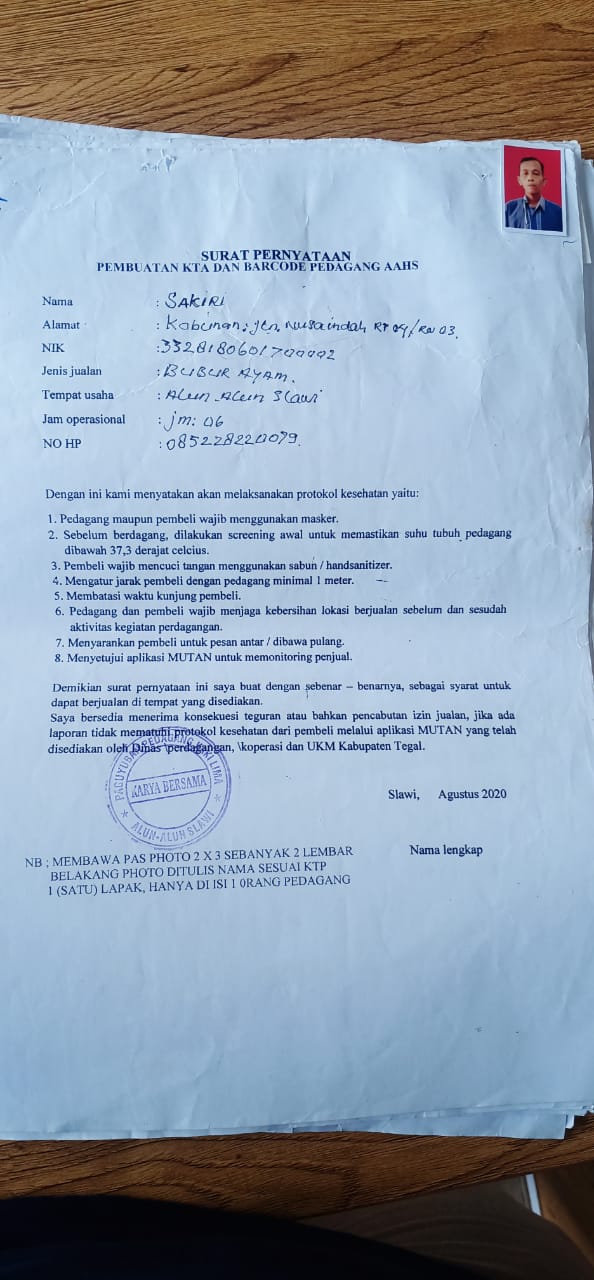 SURAT PERNYATAAN
PEMBUATAN KTA DAN BARCODE PEDAGANG AAHS
Nama : SAKIRI
Alamat : Kabunan, jln. Nusaindah RT 04/RW 03.
NIK :
Jenis jualan : BUBUR AYAM.
Tempat usaha : Alun-Alun Slawi
Jam operasional : jm: 06
NO HP : 085228220079.
Dengan ini kami menyatakan akan melaksanakan protokol kesehatan yaitu:
1. Pedagang maupun pembeli wajib menggunakan masker.
2. Sebelum berdagang, dilakukan screening awal untuk memastikan suhu tubuh pedagang
dibawah 37,3 derajat celcius.
3. Pembeli wajib mencuci tangan menggunakan sabun / handsanitizer.
4. Mengatur jarak pembeli dengan pedagang minimal 1 meter.
5. Membatasi waktu kunjung pembeli.
6. Pedagang dan pembeli wajib menjaga kebersihan lokasi berjualan sebelum dan sesudah
aktivitas kegiatan perdagangan.
7. Menyarankan pembeli untuk pesan antar / dibawa pulang.
8. Menyetujui aplikasi MUTAN untuk memonitoring penjual.
Demikian surat pernyataan ini saya buat dengan sebenar – benarnya, sebagai syarat untuk
dapat berjualan di tempat yang disediakan.
Saya bersedia menerima konsekuesi teguran atau bahkan pencabutan izin jualan, jika ada
laporan tidak mematuhi protokol kesehatan dari pembeli melalui aplikasi MUTAN yang telah
disediakan oleh Dinas \perdagangan, \koperasi dan UKM Kabupaten Tegal.
PAGUYUBAN PEDAGANG KAKI LIMA
KARYA BERSAMA
★ ALUN-ALUN SLAWI ★
Slawi, Agustus 2020
Nama lengkap
NB ; MEMBAWA PAS PHOTO 2 X 3 SEBANYAK 2 LEMBAR
BELAKANG PHOTO DITULIS NAMA SESUAI KTP
1 (SATU) LAPAK, HANYA DI ISI 1 0RANG PEDAGANG